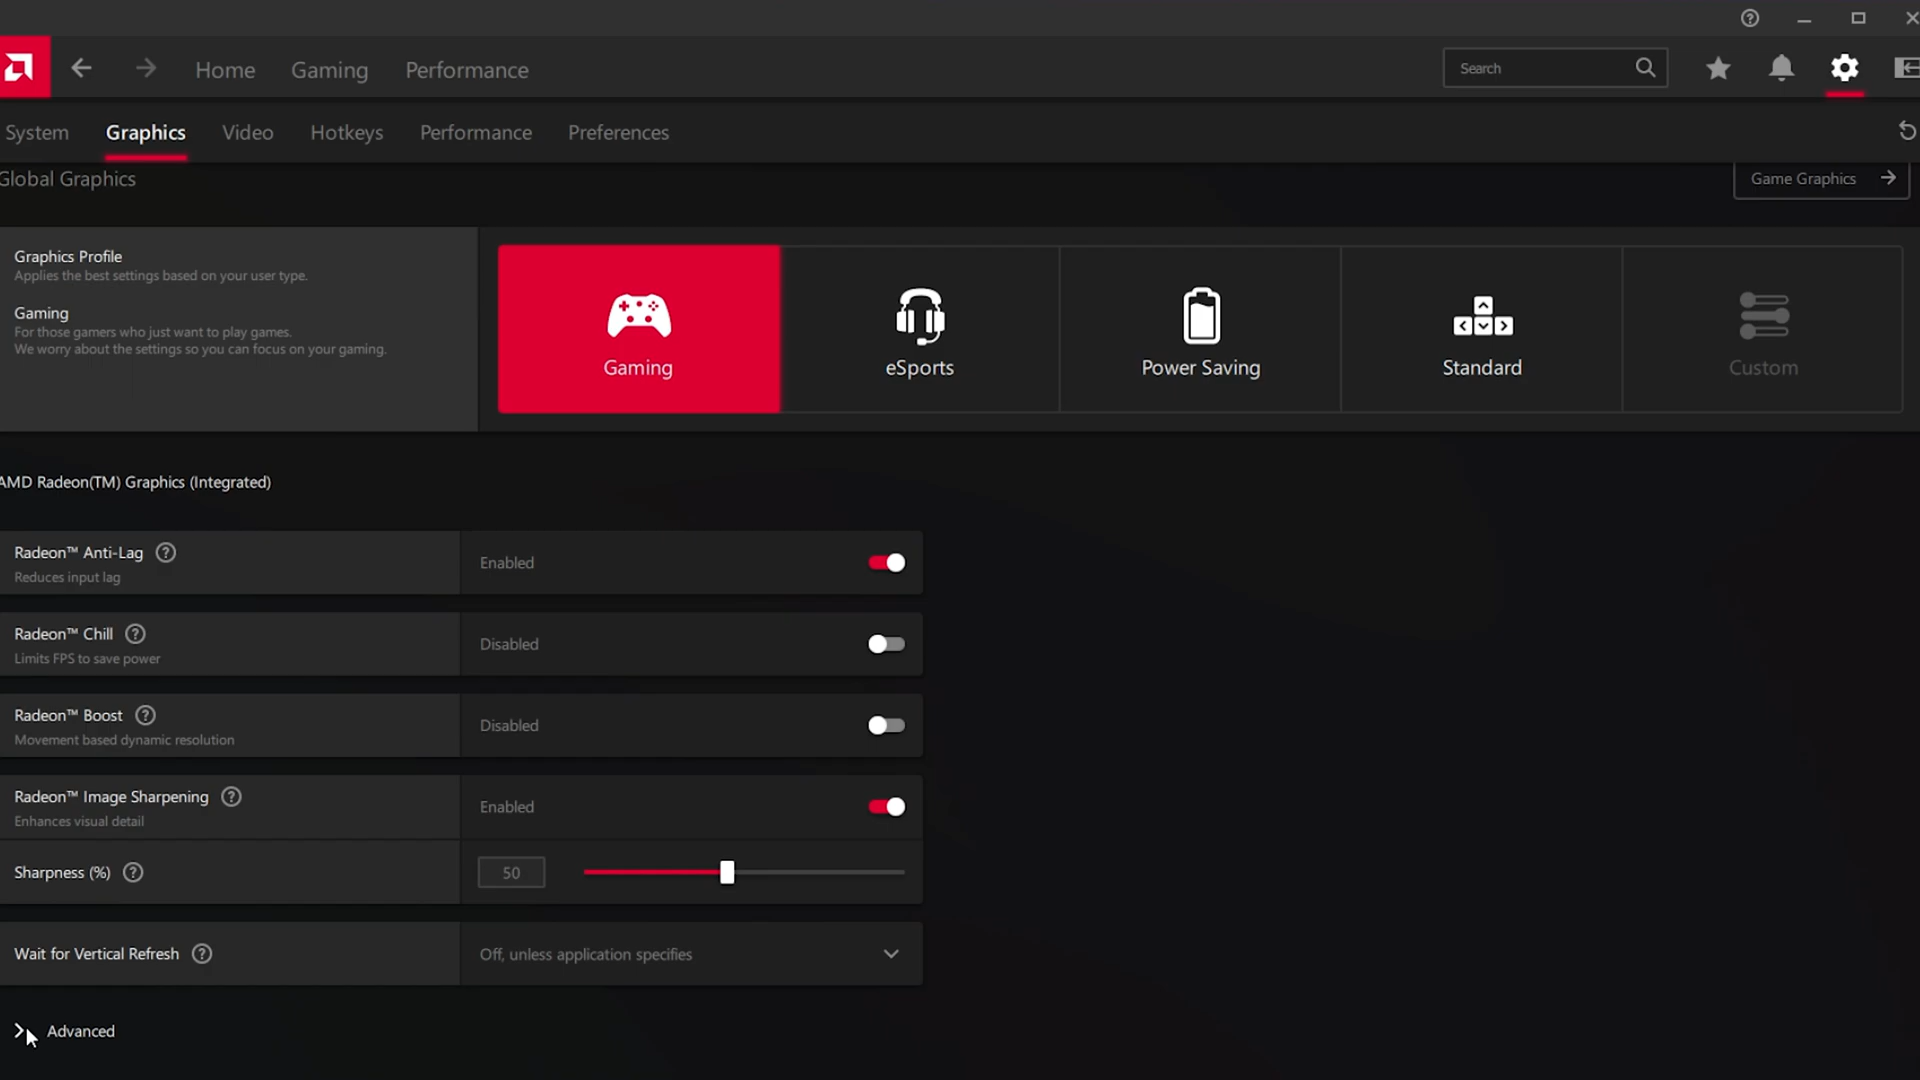 Home Gaming Performance Search
System Graphics Video Hotkeys Performance Preferences
Global Graphics
Game Graphics
Graphics Profile
Applies the best settings based on your user type.
Gaming
For those gamers who just want to play games.
We worry about the settings so you can focus on your gaming.
Gaming eSports Power Saving Standard Custom
AMD Radeon(TM) Graphics (Integrated)
Radeon™ Anti-Lag
Reduces input lag
Enabled
Radeon™ Chill
Limits FPS to save power
Disabled
Radeon™ Boost
Movement based dynamic resolution
Disabled
Radeon™ Image Sharpening
Enhances visual detail
Enabled
Sharpness (%)
50
Wait for Vertical Refresh
Off, unless application specifies
Advanced